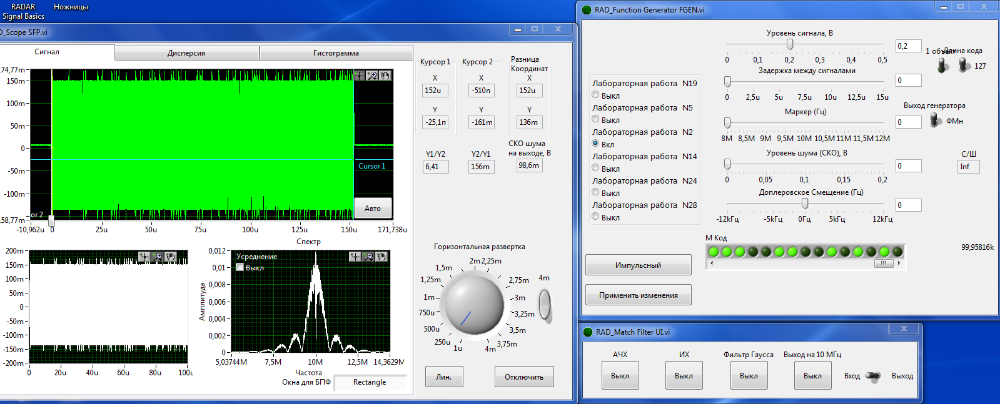 RADAR
Signal Basics
Ножницы
D_Scope SFP.vi
Сигнал
Дисперсия
Гистограмма
174,77m
150m
100m
50m
0
-50m
-100m
-158,77m
Cursor 1
or 2
Авто
-10,962u 0 25u 50u 75u 100u 125u 150u 171,738u
Курсор 1
X
152u
Y
-25,1m
Курсор 2
X
-510n
Y
-161m
Разница
Координат
X
152u
Y
136m
Y1/Y2
6,41
Y2/Y1
156m
СКО шума
на выходе, В
98,6m
Спектр
200m
150m
100m
50m
0
-50m
-100m
-150m
-200m
0 20u 40u 60u 80u 100u
Усреднение
Выкл
Амплитуда
0,012
0,01
0,008
0,006
0,004
0,002
0
5,03744M 7,5M 10M 12,5M 14,3629M
Частота
Окна для БПФ
Rectangle
Горизонтальная развертка
1u
250u
500u
750u
1m
1,25m
1,5m
2m
2,25m
2,75m
3m
3,25m
3,5m
3,75m
4m
4m
Лин.
Отключить
RAD_Function Generator FGEN.vi
Лабораторная работа N19
Выкл
Лабораторная работа N5
Выкл
Лабораторная работа N2
Вкл
Лабораторная работа N14
Выкл
Лабораторная работа N24
Выкл
Лабораторная работа N28
Выкл
Импульсный
Применить изменения
Уровень сигнала, В
0 0,1 0,2 0,3 0,4 0,5
0,2
Задержка между сигналами
0 2,5u 5u 7,5u 10u 12,5u 15u
0
Маркер (Гц)
8M 8,5M 9M 9,5M 10M 10,5M 11M 11,5M 12M
0
Уровень шума (СКО), В
0 0,05 0,1 0,15 0,2
0
Доплеровское Смещение (Гц)
-12кГц -5кГц 0Гц 5кГц 12кГц
0
1 объект
Длина кода
127
Выход генератора
ФМн
С/Ш
Inf
М Код
99,95816k
RAD_Match Filter UI.vi
АЧХ
Выкл
ИХ
Выкл
Фильтр Гаусса
Выкл
Выход на 10 МГц
Выкл
Вход
Выход